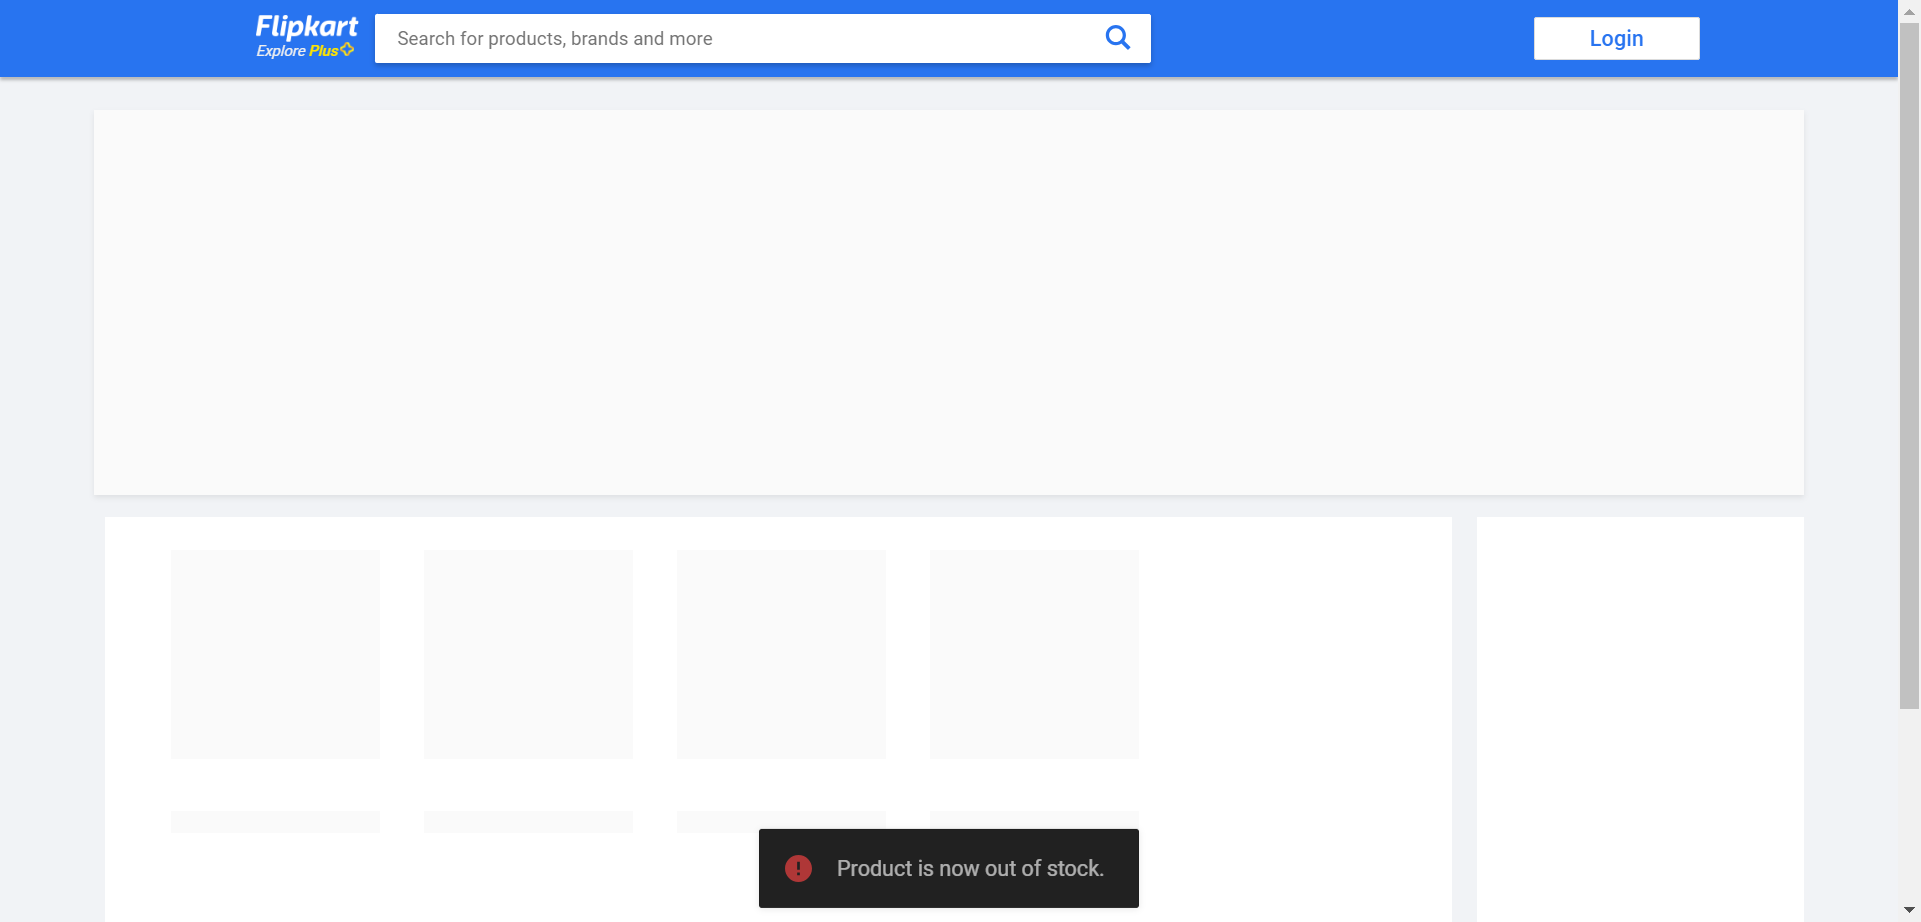 Flipkart
Explore Plus
Search for products, brands and more
Login
Product is now out of stock.